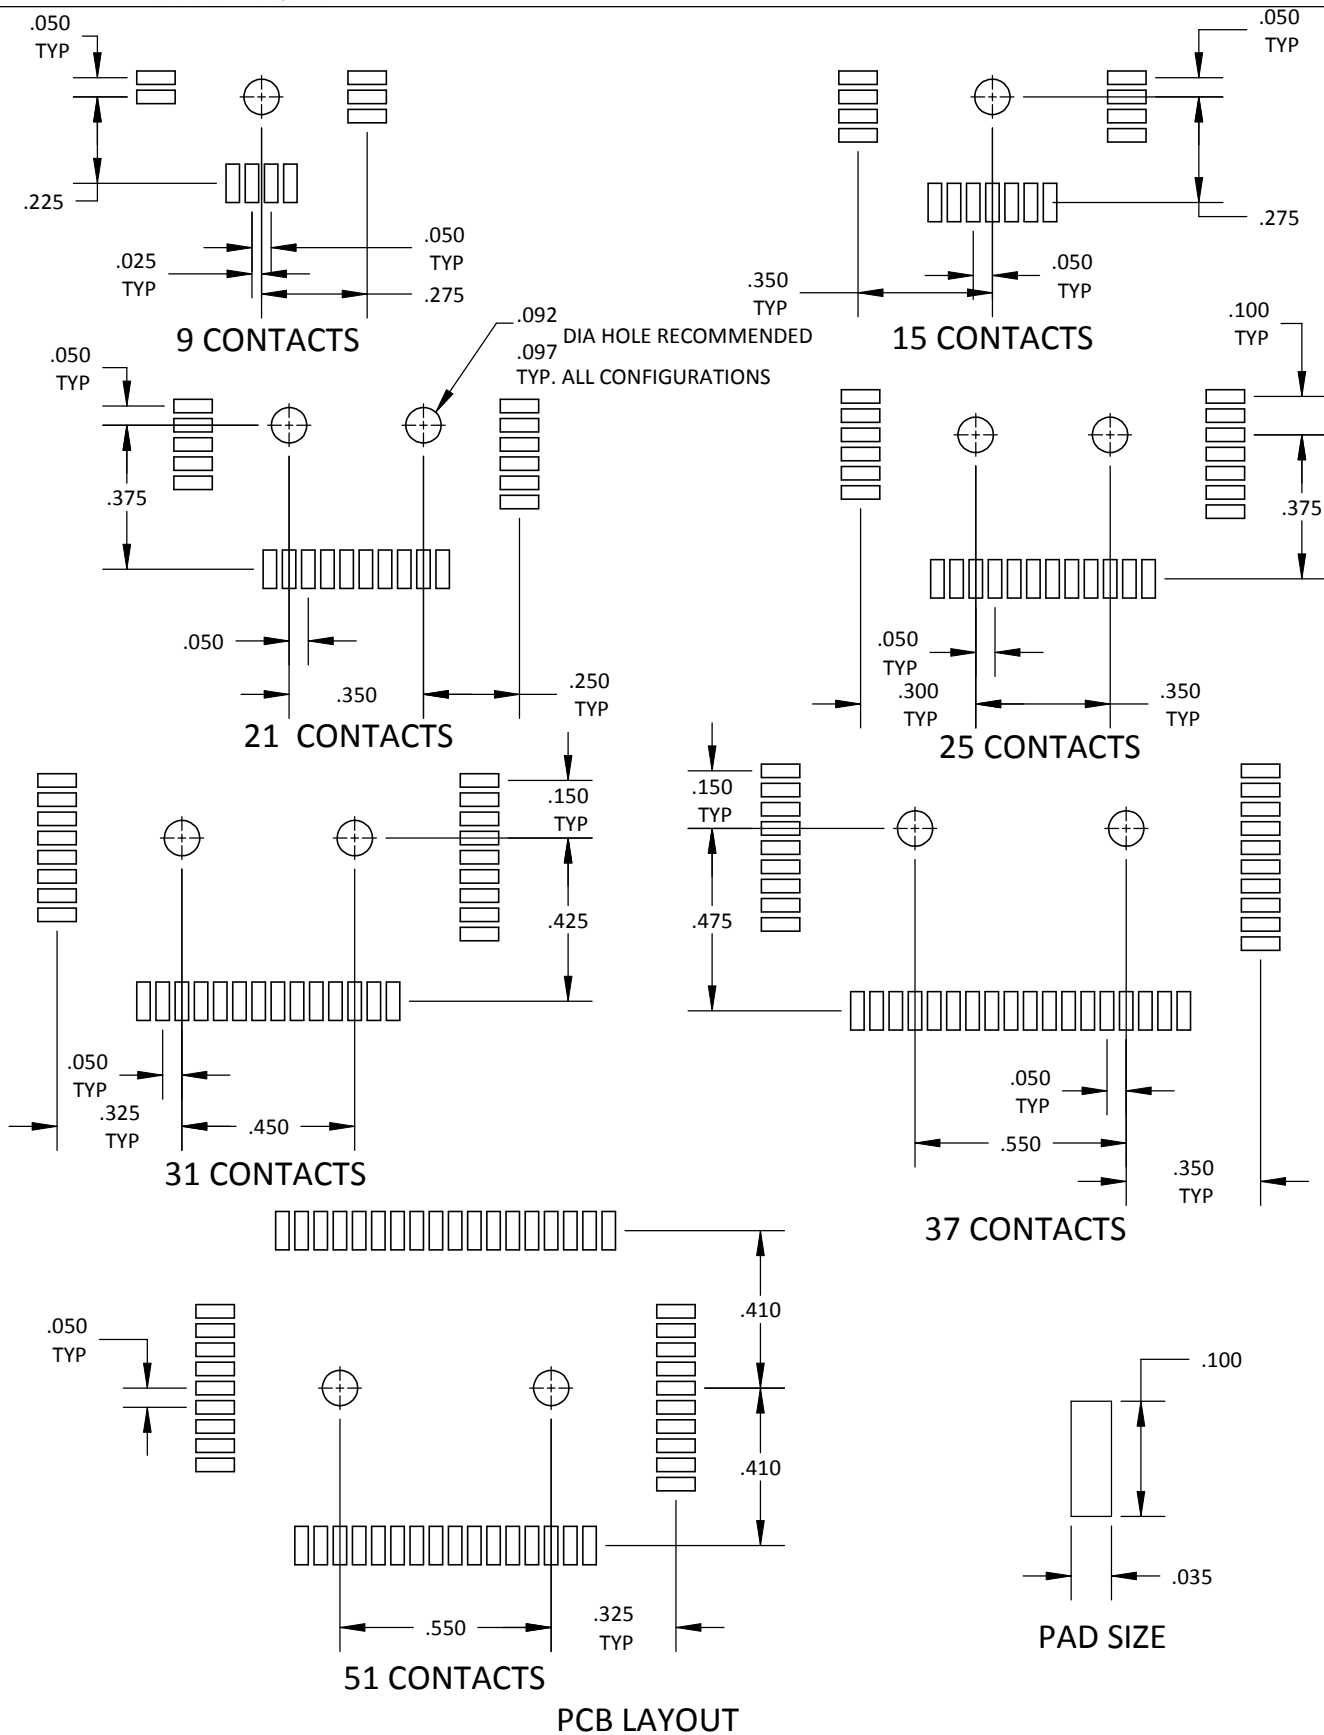 .050
TYP
.225
.025
TYP
.050
TYP
.275
9 CONTACTS
.050
TYP
.275
.350
TYP
.050
TYP
15 CONTACTS
.092
DIA HOLE RECOMMENDED
.097
TYP. ALL CONFIGURATIONS
.050
TYP
.375
.050
.350
.250
TYP
21 CONTACTS
.100
TYP
.375
.050
TYP
.300
TYP
.350
TYP
25 CONTACTS
.150
TYP
.425
.050
TYP
.325
TYP
.450
31 CONTACTS
.150
TYP
.475
.050
TYP
.550
.350
TYP
37 CONTACTS
.050
TYP
.410
.410
.550
.325
TYP
51 CONTACTS
.100
.035
PAD SIZE
PCB LAYOUT